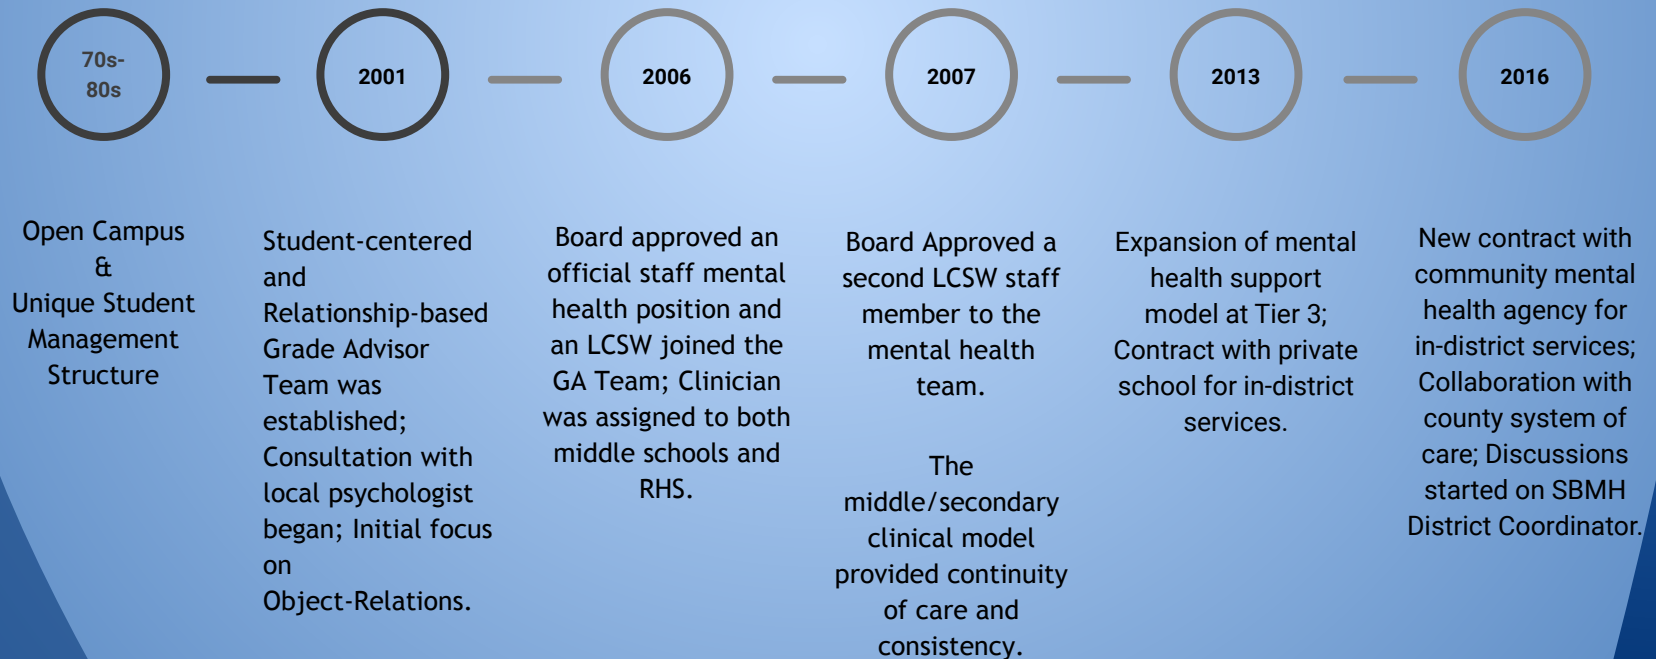 70s-
80s
2001
2006
2007
2013
2016
Open Campus
&
Unique Student
Management
Structure
Student-centered
and
Relationship-based
Grade Advisor
Team was
established;
Consultation with
local psychologist
began; Initial focus
on
Object-Relations.
Board approved an
official staff mental
health position and
an LCSW joined the
GA Team; Clinician
was assigned to both
middle schools and
RHS.
Board Approved a
second LCSW staff
member to the
mental health
team.
The
middle/secondary
clinical model
provided continuity
of care and
consistency.
Expansion of mental
health support
model at Tier 3;
Contract with private
school for in-district
services.
New contract with
community mental
health agency for
in-district services;
Collaboration with
county system of
care; Discussions
started on SBMH
District Coordinator.